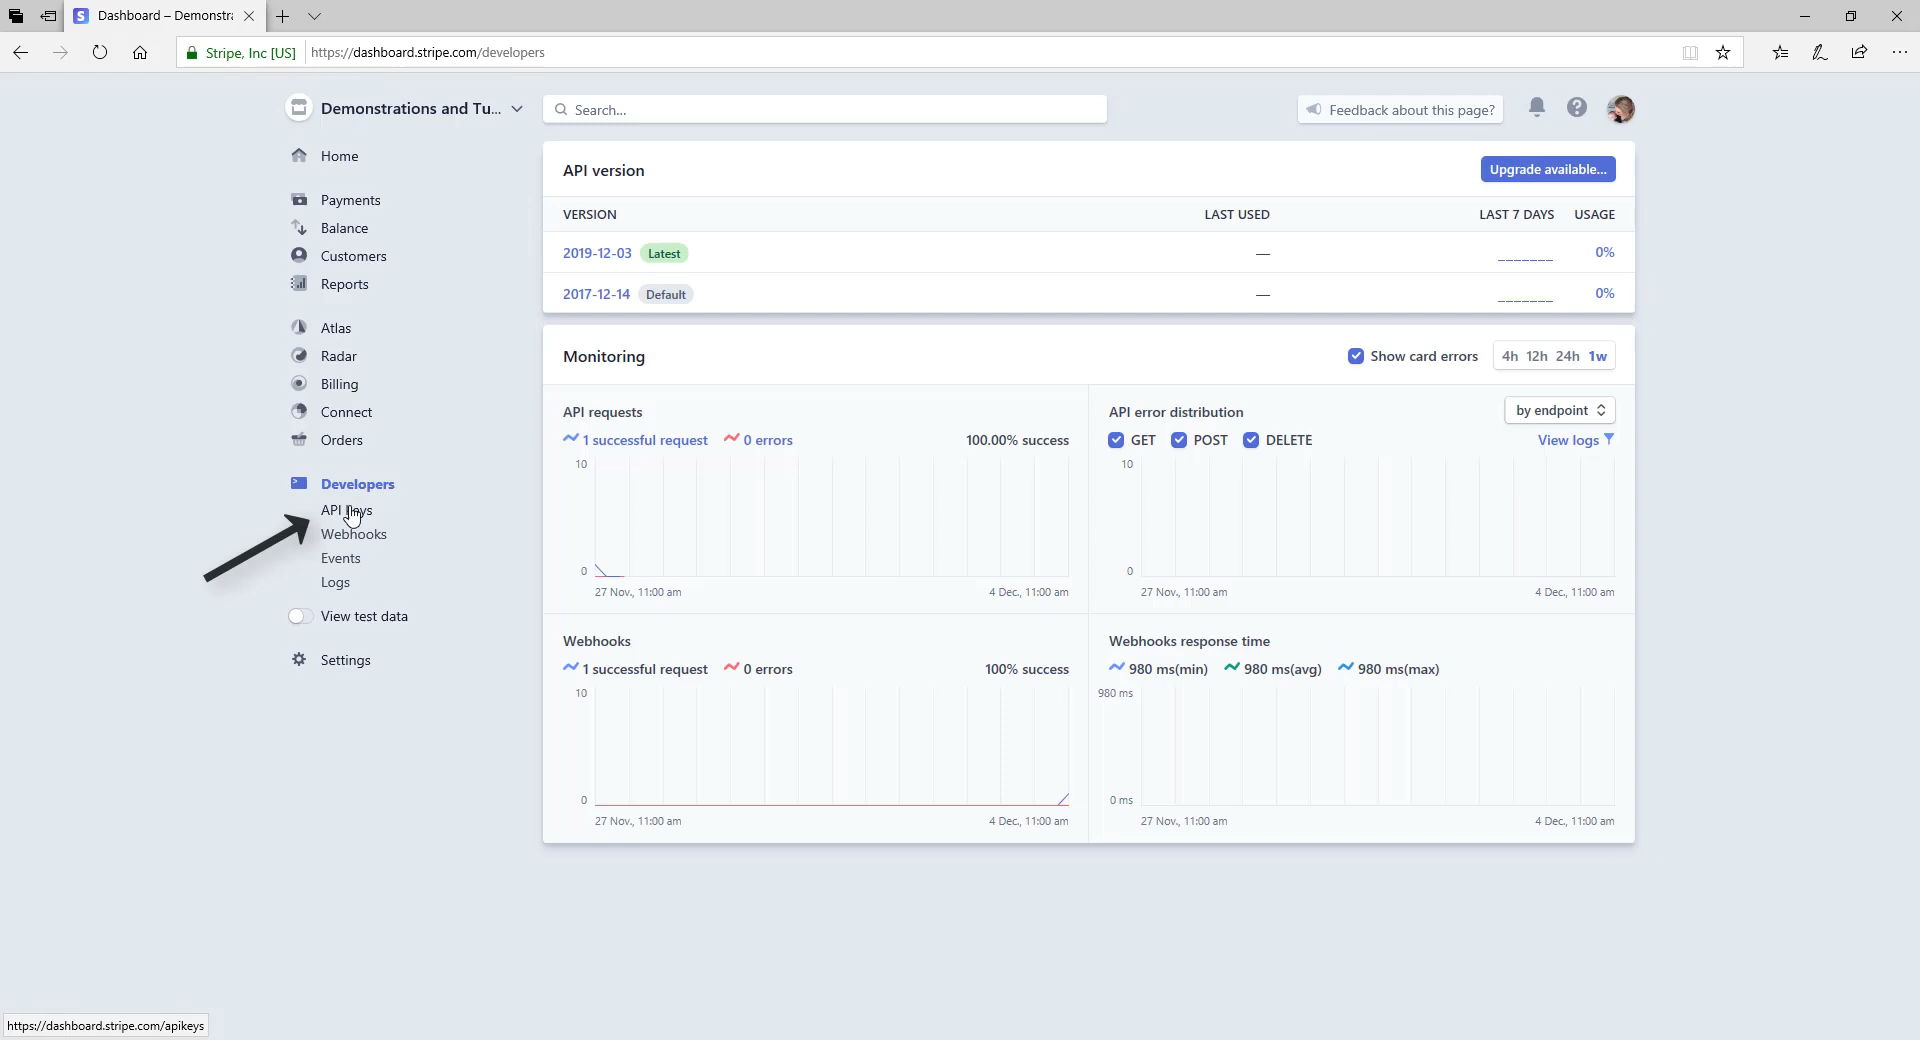 Dashboard – Demonstra
Stripe, Inc [US]
https://dashboard.stripe.com/developers
Demonstrations and Tu...
Search...
Feedback about this page?
Home
Payments
Balance
Customers
Reports
Atlas
Radar
Billing
Connect
Orders
Developers
API keys
Webhooks
Events
Logs
View test data
Settings
API version
Upgrade available...
VERSION LAST USED LAST 7 DAYS USAGE
2019-12-03 Latest — 0%
2017-12-14 Default — 0%
Monitoring
Show card errors
4h 12h 24h 1w
API requests
1 successful request 0 errors 100.00% success
10
0
27 Nov., 11:00 am 4 Dec., 11:00 am
API error distribution
by endpoint
GET POST DELETE View logs
10
0
27 Nov., 11:00 am 4 Dec., 11:00 am
Webhooks
1 successful request 0 errors 100% success
10
0
27 Nov., 11:00 am 4 Dec., 11:00 am
Webhooks response time
980 ms(min) 980 ms(avg) 980 ms(max)
980 ms
0 ms
27 Nov., 11:00 am 4 Dec., 11:00 am
https://dashboard.stripe.com/apikeys